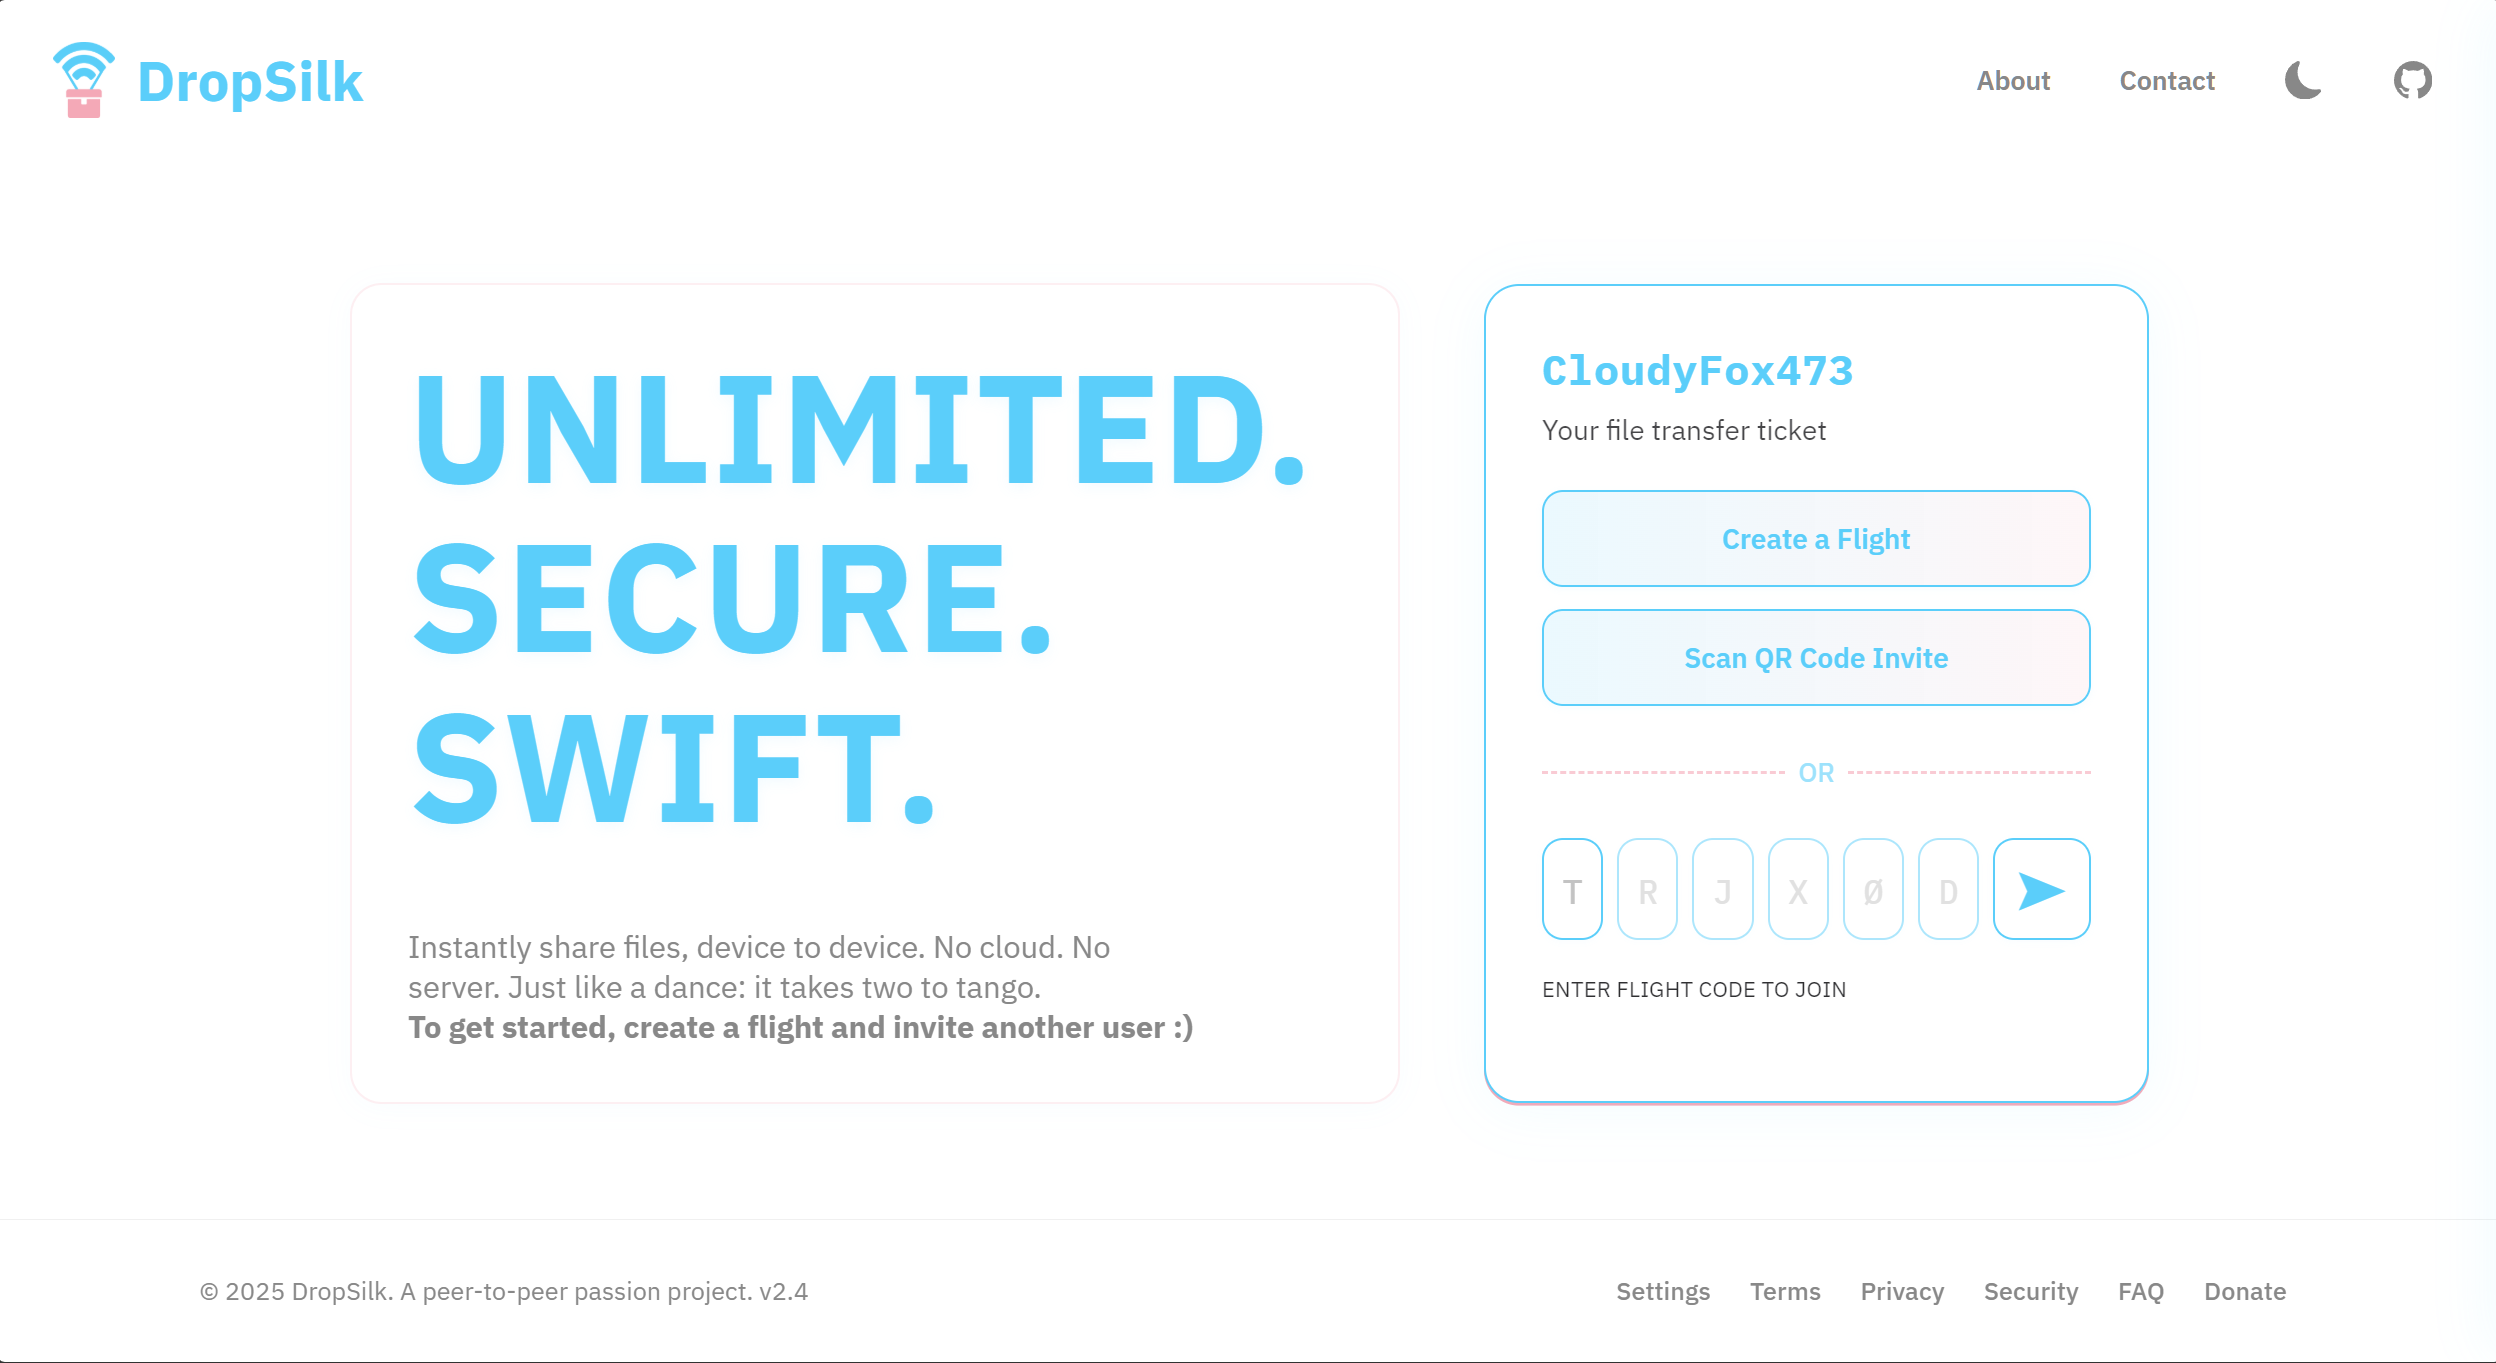 DropSilk
About Contact
UNLIMITED.
SECURE.
SWIFT.
Instantly share files, device to device. No cloud. No
server. Just like a dance: it takes two to tango.
To get started, create a flight and invite another user :)
CloudyFox473
Your file transfer ticket
Create a Flight
Scan QR Code Invite
OR
T R J X Ø D
ENTER FLIGHT CODE TO JOIN
© 2025 DropSilk. A peer-to-peer passion project. v2.4
Settings Terms Privacy Security FAQ Donate